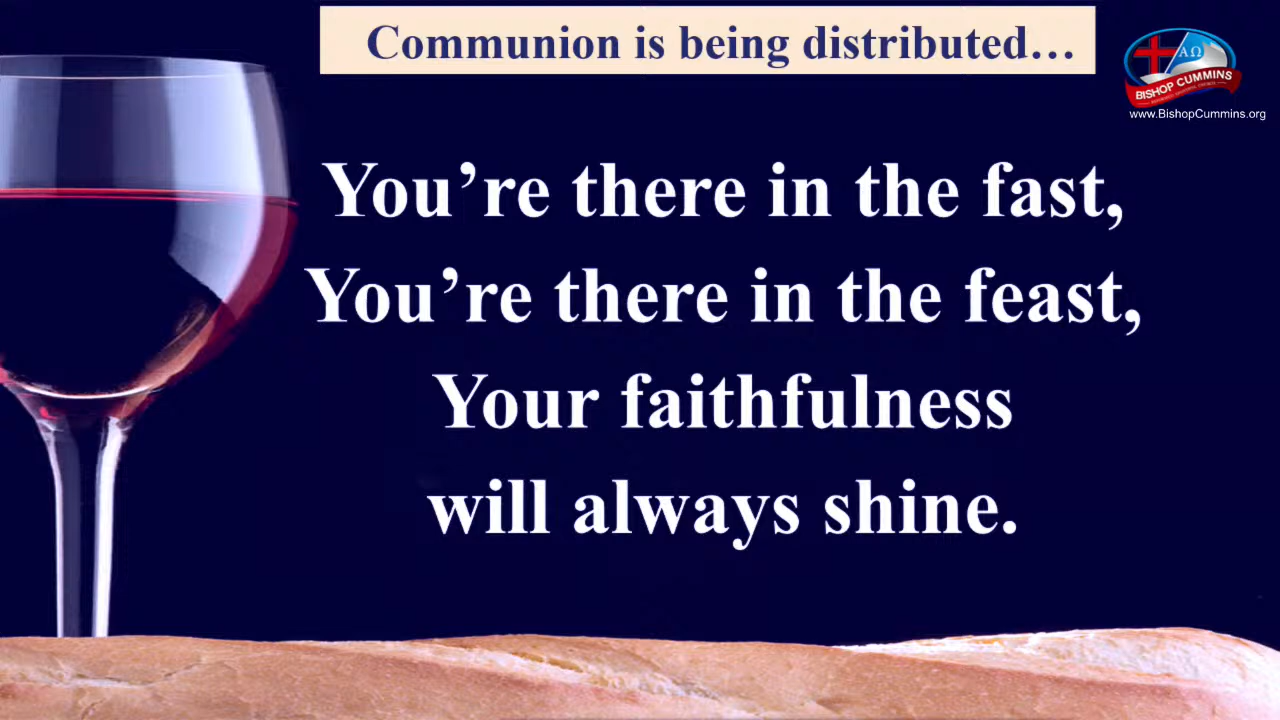 Communion is being distributed…
ΑΩ
BISHOP CUMMINS
www.BishopCummins.org
You’re there in the fast,
You’re there in the feast,
Your faithfulness
will always shine.